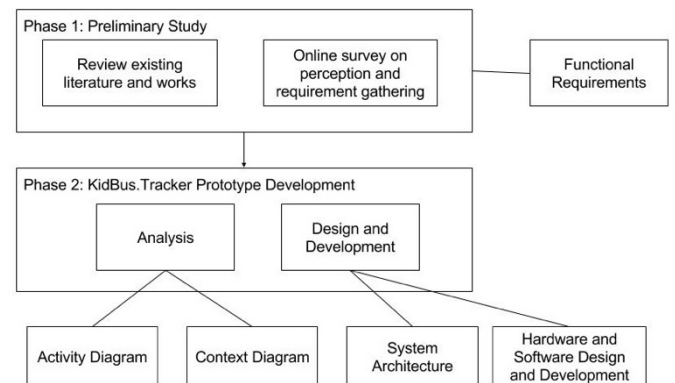 Phase 1: Preliminary Study
Review existing
literature and works
Online survey on
perception and
requirement gathering
Functional
Requirements
Phase 2: KidBus.Tracker Prototype Development
Analysis
Design and
Development
Activity Diagram
Context Diagram
System
Architecture
Hardware and
Software Design
and Development